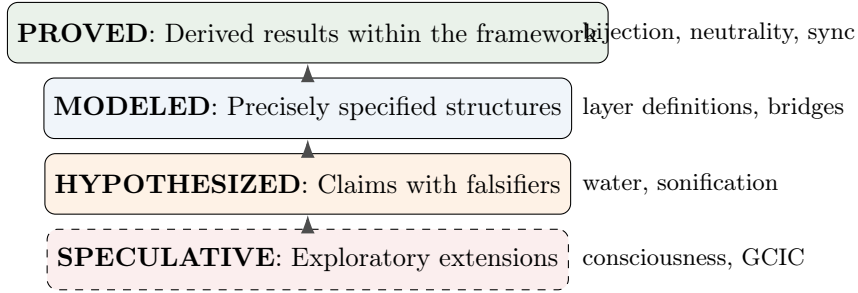 PROVED: Derived results within the framework bijection, neutrality, sync
MODELED: Precisely specified structures layer definitions, bridges
HYPOTHESIZED: Claims with falsifiers water, sonification
SPECULATIVE: Exploratory extensions consciousness, GCIC